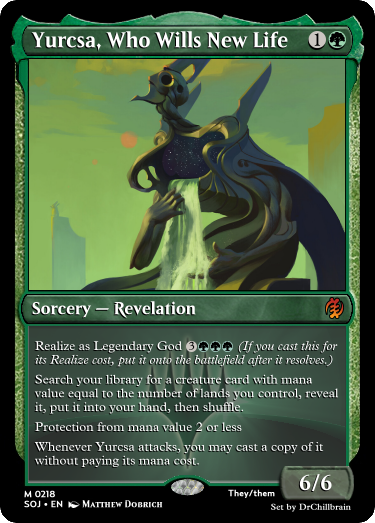 Yurcsa, Who Wills New Life 1
Sorcery — Revelation
Realize as Legendary God 3 (If you cast this for
its Realize cost, put it onto the battlefield after it resolves.)
Search your library for a creature card with mana
value equal to the number of lands you control, reveal
it, put it into your hand, then shuffle.
Protection from mana value 2 or less
Whenever Yurcsa attacks, you may cast a copy of it
without paying its mana cost.
6/6
M 0218
SOJ • EN Matthew Dobrich
They/them
Set by DrChillbrain